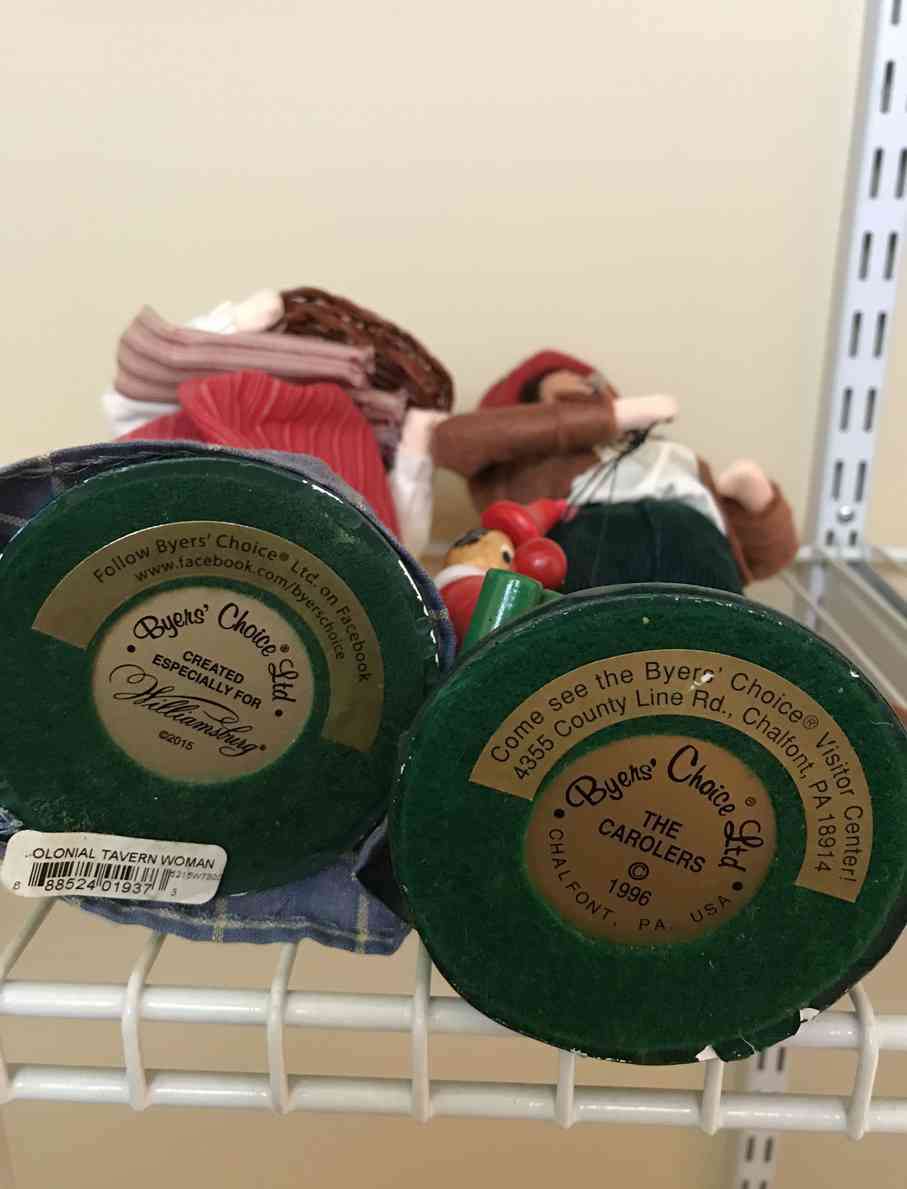 Follow Byers' Choice® Ltd. on Facebook
www.facebook.com/byerschoice
Byers' Choice Ltd
CREATED
ESPECIALLY FOR
Williamsburg®
©2015
OLONIAL TAVERN WOMAN
8 88524 01937 3
Come see the Byers' Choice® Visitor Center!
4355 County Line Rd., Chalfont, PA 18914
Byers' Choice Ltd ®
THE
CAROLERS
©
1996
CHALFONT, PA. USA